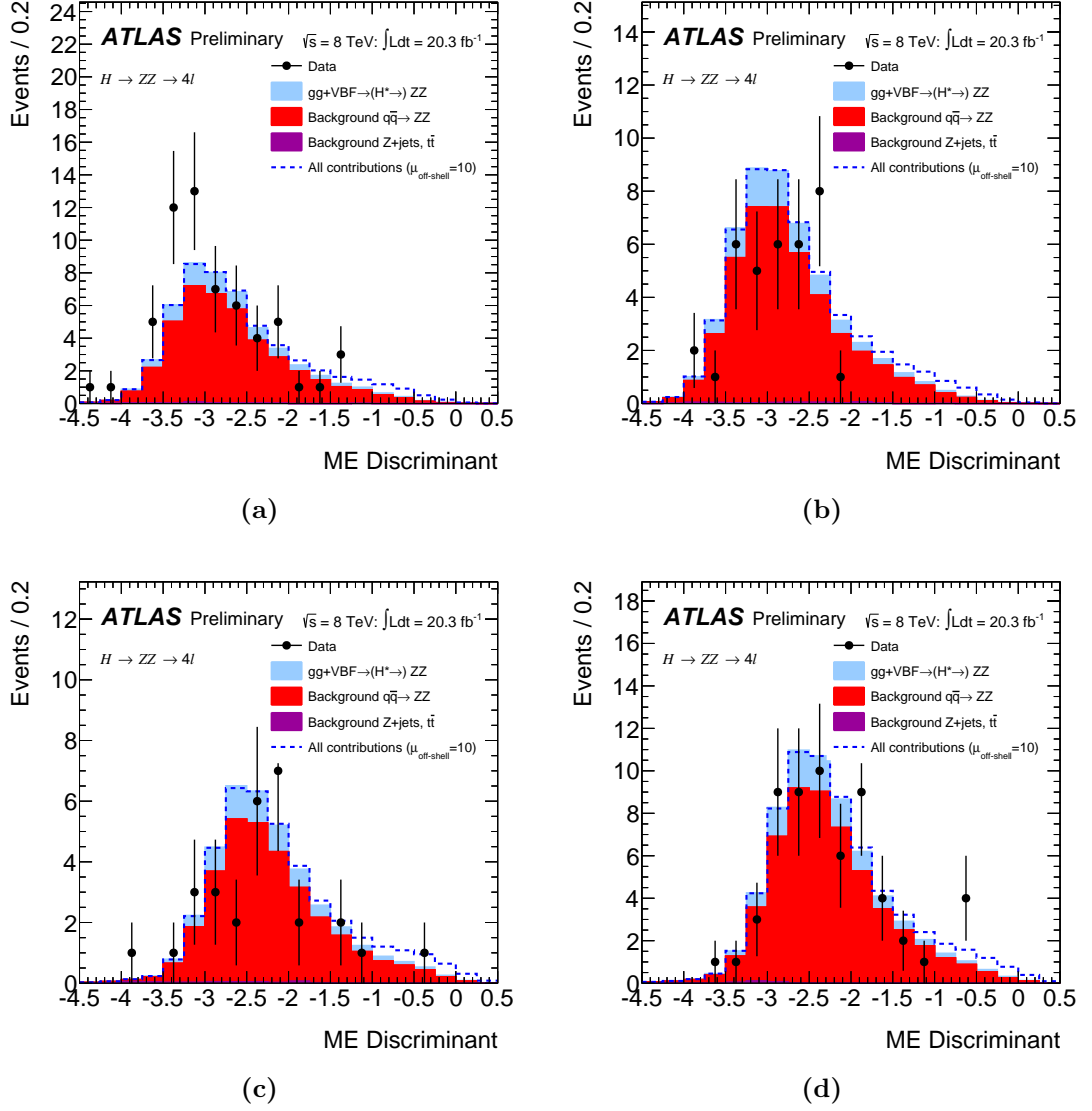 Events / 0.2
24
22
20
18
16
14
12
10
8
6
4
2
0
ATLAS Preliminary
√s = 8 TeV: ∫Ldt = 20.3 fb⁻¹
H → ZZ → 4l
Data
gg+VBF→(H*→) ZZ
Background qq̅→ ZZ
Background Z+jets, tt̅
All contributions (μoff-shell=10)
-4.5 -4 -3.5 -3 -2.5 -2 -1.5 -1 -0.5 0 0.5
ME Discriminant
(a)
Events / 0.2
14
12
10
8
6
4
2
0
ATLAS Preliminary
√s = 8 TeV: ∫Ldt = 20.3 fb⁻¹
H → ZZ → 4l
Data
gg+VBF→(H*→) ZZ
Background qq̅→ ZZ
Background Z+jets, tt̅
All contributions (μoff-shell=10)
-4.5 -4 -3.5 -3 -2.5 -2 -1.5 -1 -0.5 0 0.5
ME Discriminant
(b)
Events / 0.2
12
10
8
6
4
2
0
ATLAS Preliminary
√s = 8 TeV: ∫Ldt = 20.3 fb⁻¹
H → ZZ → 4l
Data
gg+VBF→(H*→) ZZ
Background qq̅→ ZZ
Background Z+jets, tt̅
All contributions (μoff-shell=10)
-4.5 -4 -3.5 -3 -2.5 -2 -1.5 -1 -0.5 0 0.5
ME Discriminant
(c)
Events / 0.2
18
16
14
12
10
8
6
4
2
0
ATLAS Preliminary
√s = 8 TeV: ∫Ldt = 20.3 fb⁻¹
H → ZZ → 4l
Data
gg+VBF→(H*→) ZZ
Background qq̅→ ZZ
Background Z+jets, tt̅
All contributions (μoff-shell=10)
-4.5 -4 -3.5 -3 -2.5 -2 -1.5 -1 -0.5 0 0.5
ME Discriminant
(d)